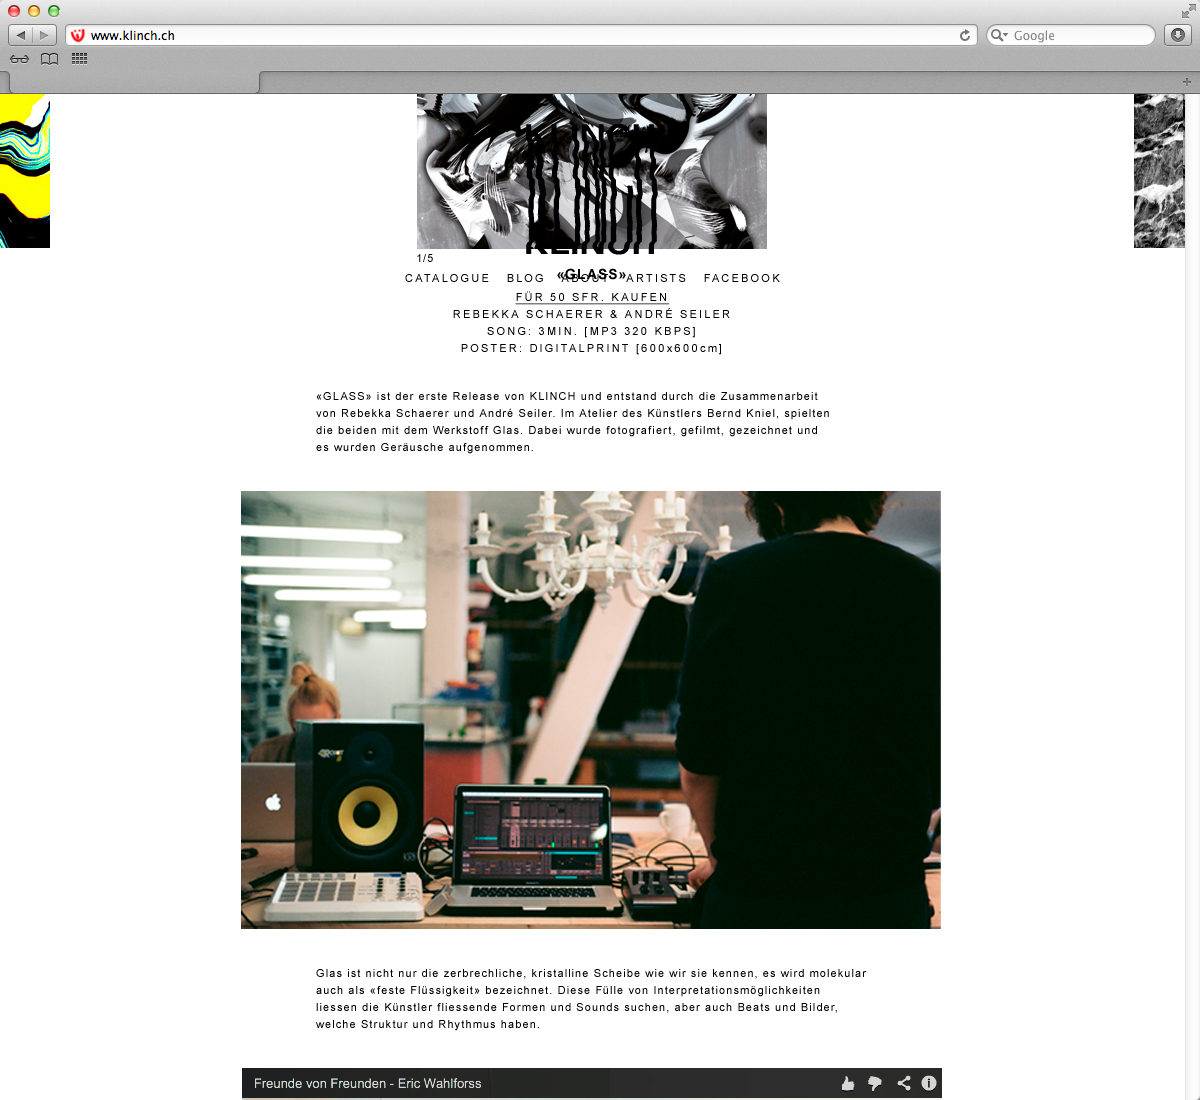 www.klinch.ch
Google
KLINCH
KLINCH
1/5
«GLASS»
CATALOGUE BLOG ABOUT ARTISTS FACEBOOK
FÜR 50 SFR. KAUFEN
REBEKKA SCHAERER & ANDRÉ SEILER
SONG: 3MIN. [MP3 320 KBPS]
POSTER: DIGITALPRINT [600x600cm]
«GLASS» ist der erste Release von KLINCH und entstand durch die Zusammenarbeit
von Rebekka Schaerer und André Seiler. Im Atelier des Künstlers Bernd Kniel, spielten
die beiden mit dem Werkstoff Glas. Dabei wurde fotografiert, gefilmt, gezeichnet und
es wurden Geräusche aufgenommen.
Glas ist nicht nur die zerbrechliche, kristalline Scheibe wie wir sie kennen, es wird molekular
auch als «feste Flüssigkeit» bezeichnet. Diese Fülle von Interpretationsmöglichkeiten
liessen die Künstler fliessende Formen und Sounds suchen, aber auch Beats und Bilder,
welche Struktur und Rhythmus haben.
Freunde von Freunden - Eric Wahlforss